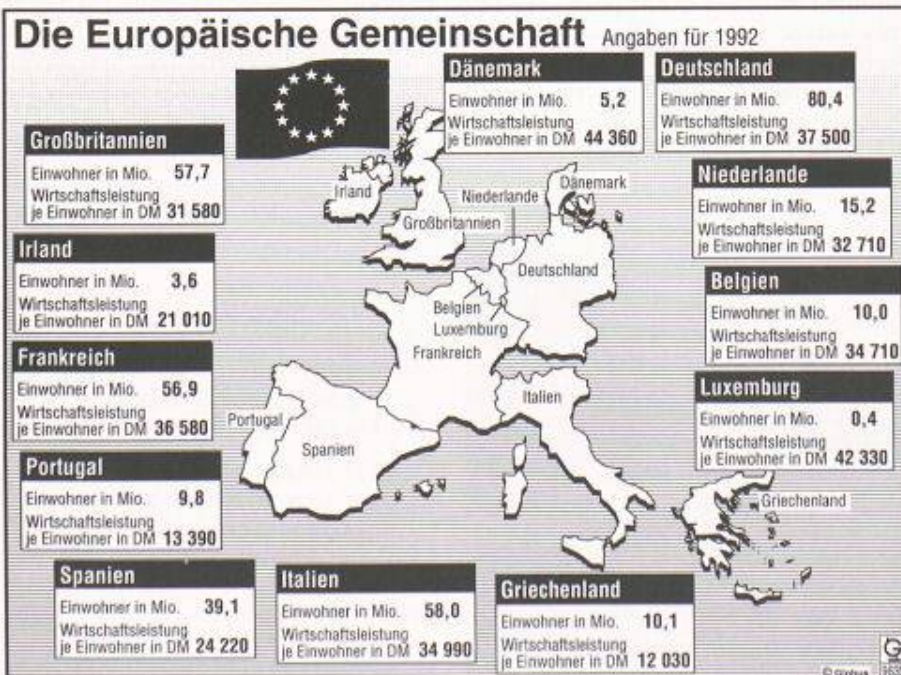 Die Europäische Gemeinschaft Angaben für 1992
Dänemark
Einwohner in Mio. 5,2
Wirtschaftsleistung
je Einwohner in DM 44 360
Deutschland
Einwohner in Mio. 80,4
Wirtschaftsleistung
je Einwohner in DM 37 500
Großbritannien
Einwohner in Mio. 57,7
Wirtschaftsleistung
je Einwohner in DM 31 580
Niederlande
Einwohner in Mio. 15,2
Wirtschaftsleistung
je Einwohner in DM 32 710
Irland
Einwohner in Mio. 3,6
Wirtschaftsleistung
je Einwohner in DM 21 010
Belgien
Einwohner in Mio. 10,0
Wirtschaftsleistung
je Einwohner in DM 34 710
Frankreich
Einwohner in Mio. 56,9
Wirtschaftsleistung
je Einwohner in DM 36 580
Luxemburg
Einwohner in Mio. 0,4
Wirtschaftsleistung
je Einwohner in DM 42 330
Portugal
Einwohner in Mio. 9,8
Wirtschaftsleistung
je Einwohner in DM 13 390
Spanien
Einwohner in Mio. 39,1
Wirtschaftsleistung
je Einwohner in DM 24 220
Italien
Einwohner in Mio. 58,0
Wirtschaftsleistung
je Einwohner in DM 34 990
Griechenland
Einwohner in Mio. 10,1
Wirtschaftsleistung
je Einwohner in DM 12 030
Irland
Großbritannien
Niederlande
Dänemark
Deutschland
Belgien
Luxemburg
Frankreich
Italien
Portugal
Spanien
Griechenland
G
©